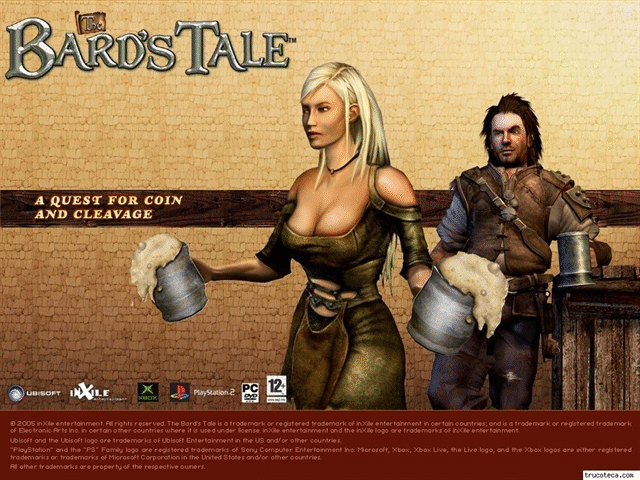 The
BARD'S TALE™
A QUEST FOR COIN
AND CLEAVAGE
UBISOFT
inXile
entertainment
XBOX
PlayStation 2
PC
DVD
12+
www.pegi.info
© 2005 inXile entertainment. All rights reserved. The Bard's Tale is a trademark or registered trademark of inXile entertainment in certain countries, and is a trademark or registered trademark
of Electronic Arts Inc. in certain other countries where it is used under license. inXile entertainment and the inXile logo are trademarks of inXile entertainment.
Ubisoft and the Ubisoft logo are trademarks of Ubisoft Entertainment in the US and/or other countries.
"PlayStation" and the "PS" Family logo are registered trademarks of Sony Computer Entertainment Inc. Microsoft, Xbox, Xbox Live, the Live logo, and the Xbox logos are either registered
trademarks or trademarks of Microsoft Corporation in the United States and/or other countries.
All other trademarks are property of the respective owners.
trucoteca.com